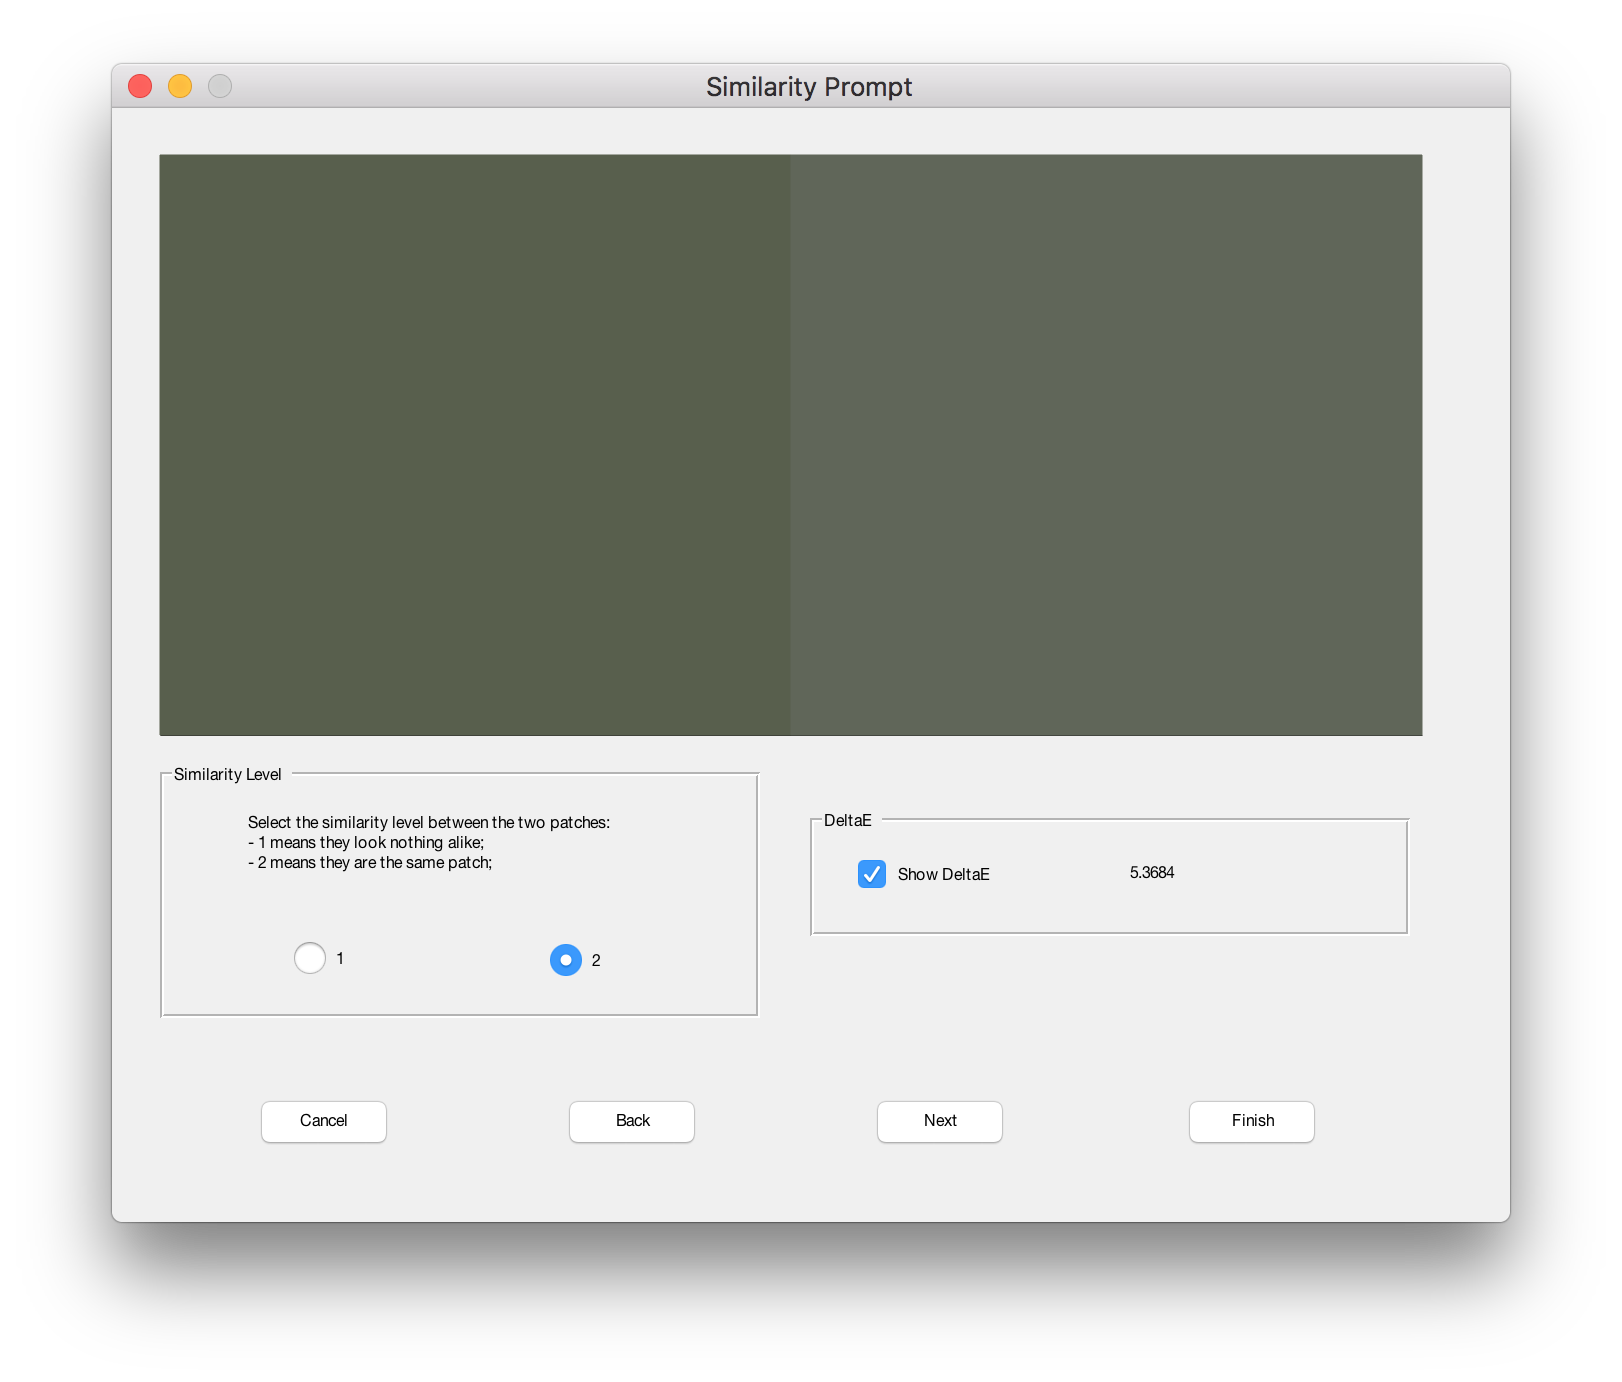 Similarity Prompt
Similarity Level
Select the similarity level between the two patches:
- 1 means they look nothing alike;
- 2 means they are the same patch;
1
2
DeltaE
Show DeltaE
5.3684
Cancel
Back
Next
Finish